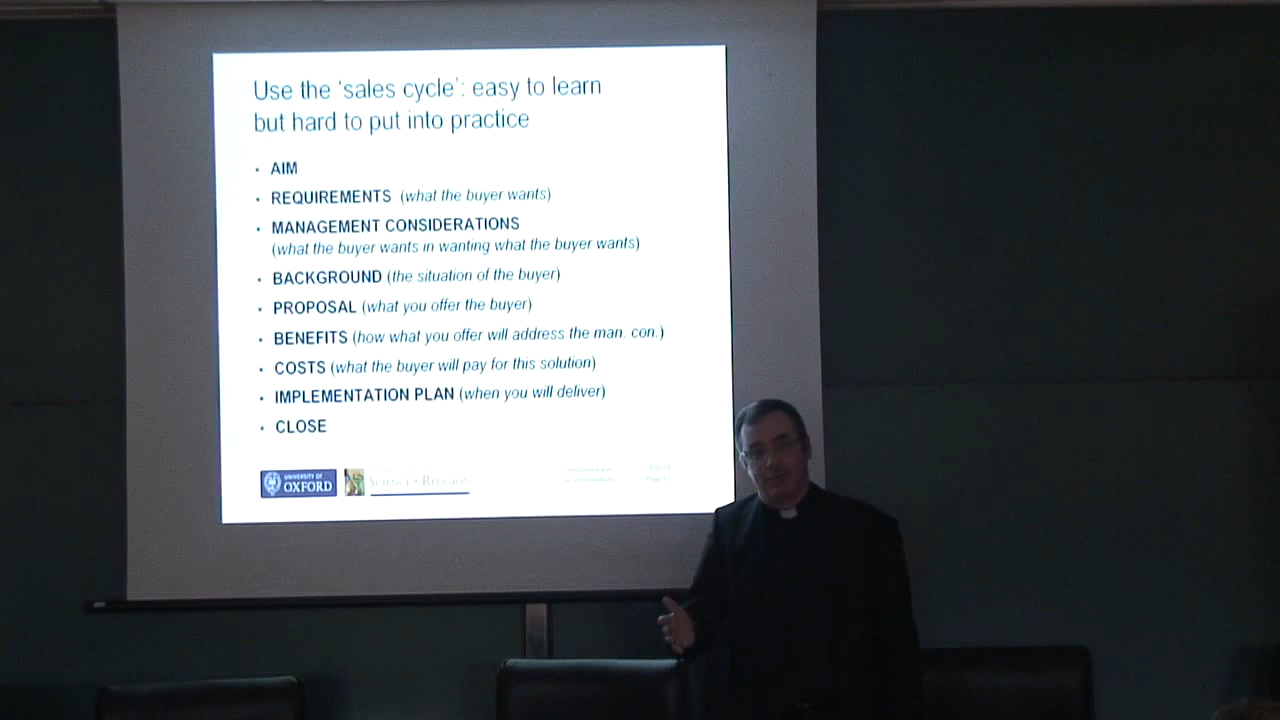 Use the 'sales cycle': easy to learn
but hard to put into practice
• AIM
• REQUIREMENTS (what the buyer wants)
• MANAGEMENT CONSIDERATIONS
(what the buyer wants in wanting what the buyer wants)
• BACKGROUND (the situation of the buyer)
• PROPOSAL (what you offer the buyer)
• BENEFITS (how what you offer will address the man. con.)
• COSTS (what the buyer will pay for this solution)
• IMPLEMENTATION PLAN (when you will deliver)
• CLOSE
UNIVERSITY OF
OXFORD
SCIENCE & RELIGION